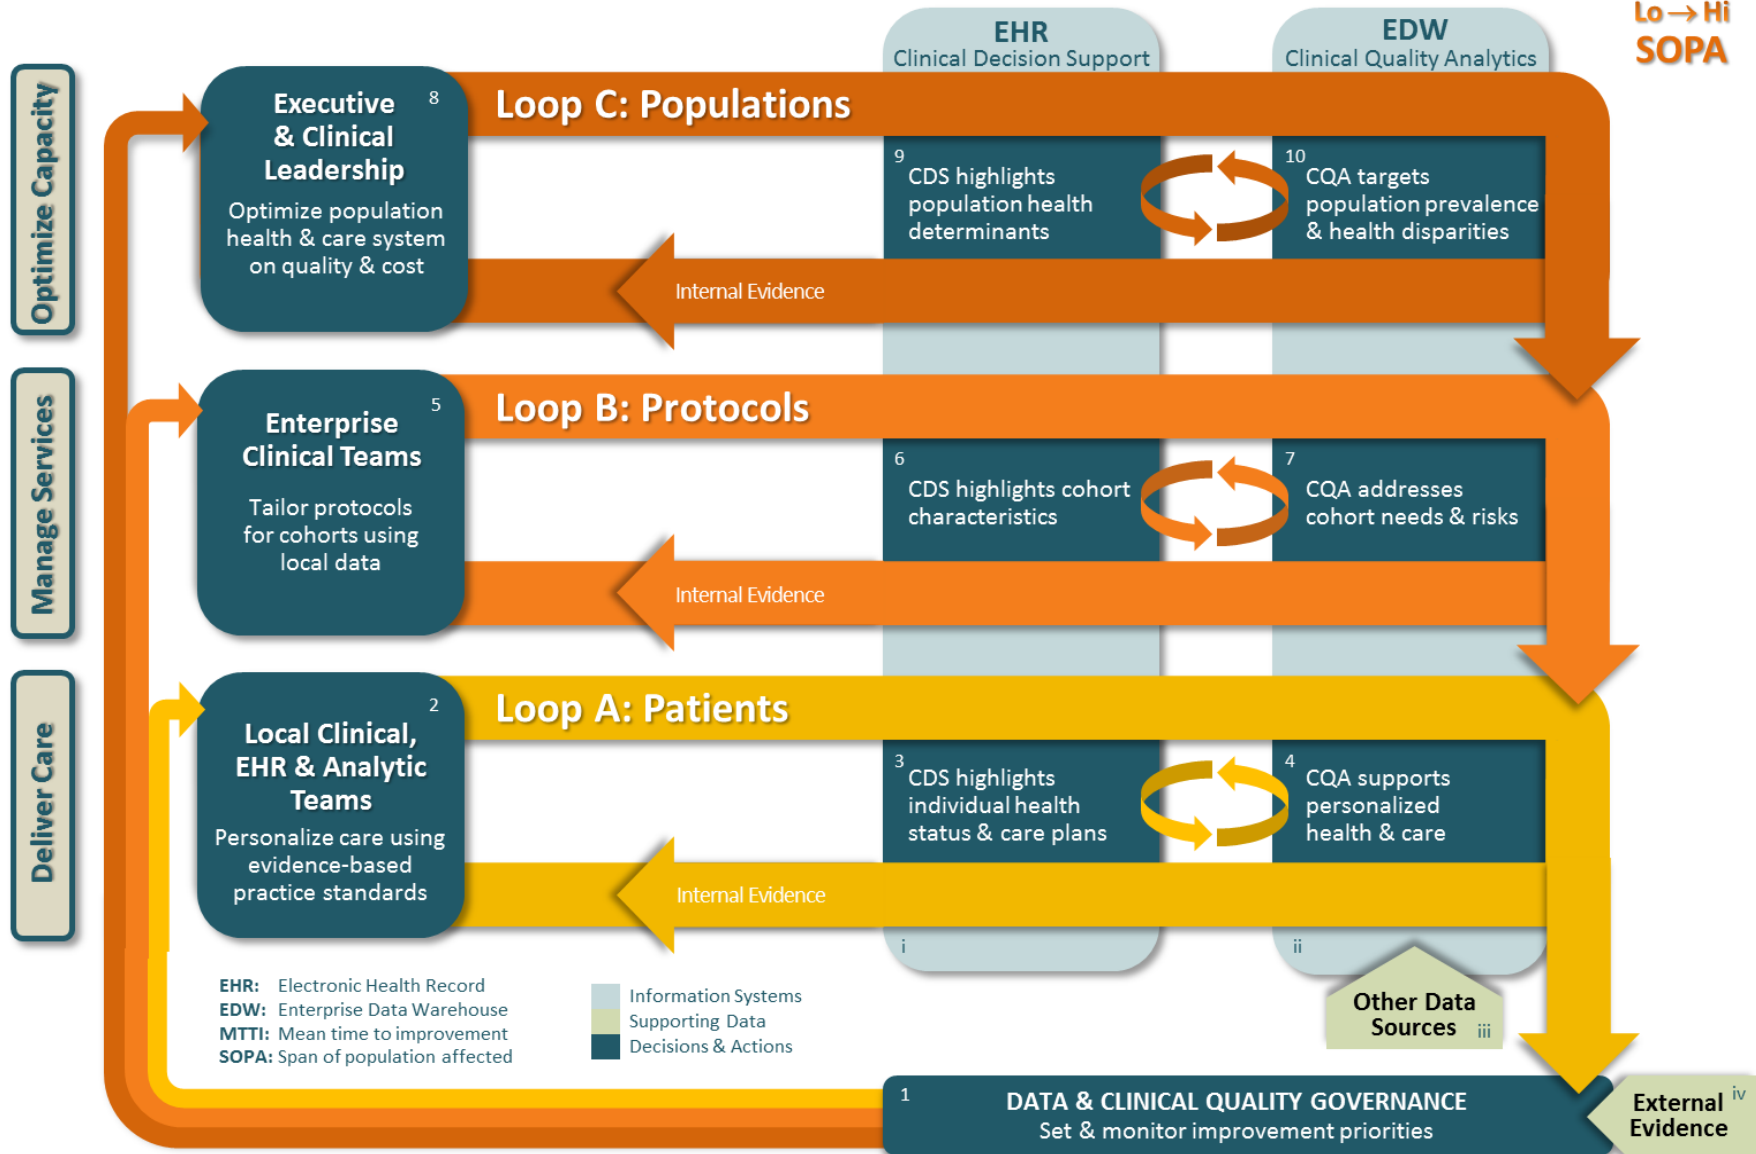 Lo → Hi
SOPA
EHR
Clinical Decision Support
EDW
Clinical Quality Analytics
Optimize Capacity
Executive
& Clinical
Leadership
8
Optimize population
health & care system
on quality & cost
Loop C: Populations
9
CDS highlights
population health
determinants
10
CQA targets
population prevalence
& health disparities
Internal Evidence
Manage Services
Enterprise
Clinical Teams
5
Tailor protocols
for cohorts using
local data
Loop B: Protocols
6
CDS highlights cohort
characteristics
7
CQA addresses
cohort needs & risks
Internal Evidence
Deliver Care
Local Clinical,
EHR & Analytic
Teams
2
Personalize care using
evidence-based
practice standards
Loop A: Patients
3
CDS highlights
individual health
status & care plans
4
CQA supports
personalized
health & care
Internal Evidence
i
ii
EHR: Electronic Health Record
EDW: Enterprise Data Warehouse
MTTI: Mean time to improvement
SOPA: Span of population affected
Information Systems
Supporting Data
Decisions & Actions
Other Data
Sources iii
1
DATA & CLINICAL QUALITY GOVERNANCE
Set & monitor improvement priorities
External iv
Evidence